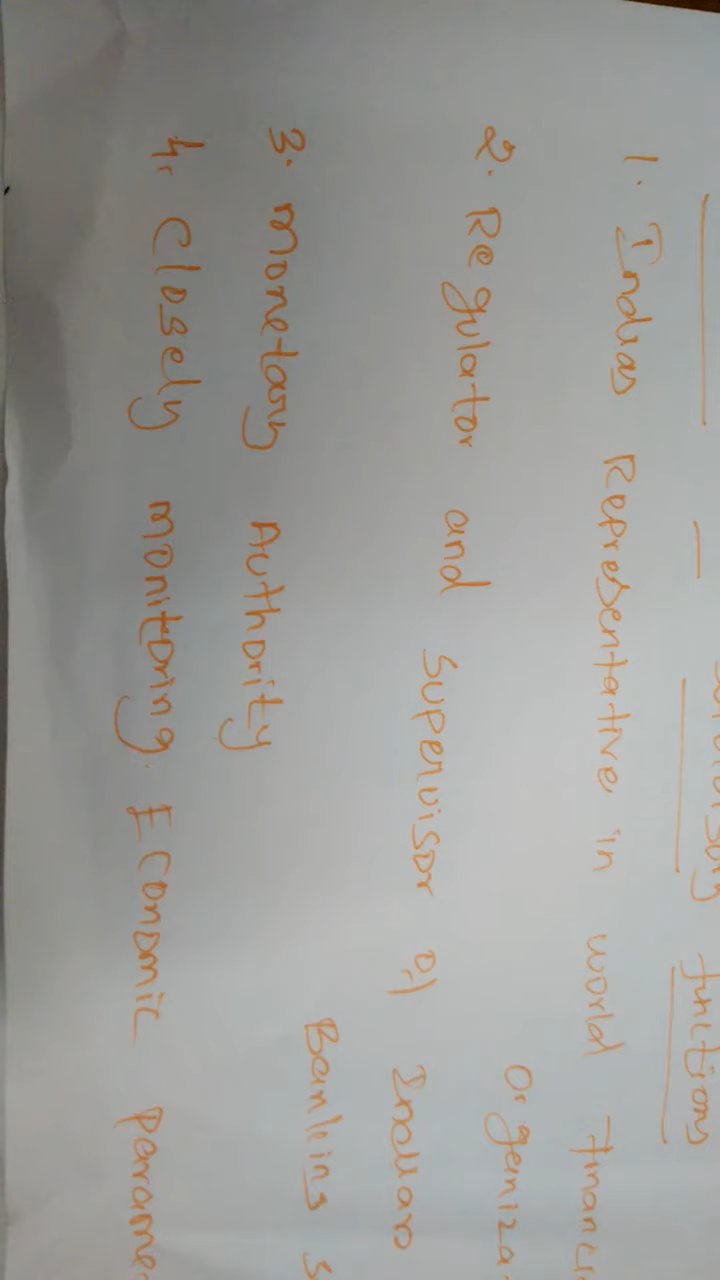 functions
1. Indias Representative in world Financi
Organiza
2. Regulator and Supervisor of Indian
Banking S
3. Monetary Authority
4. Closely monitoring Economic Parame